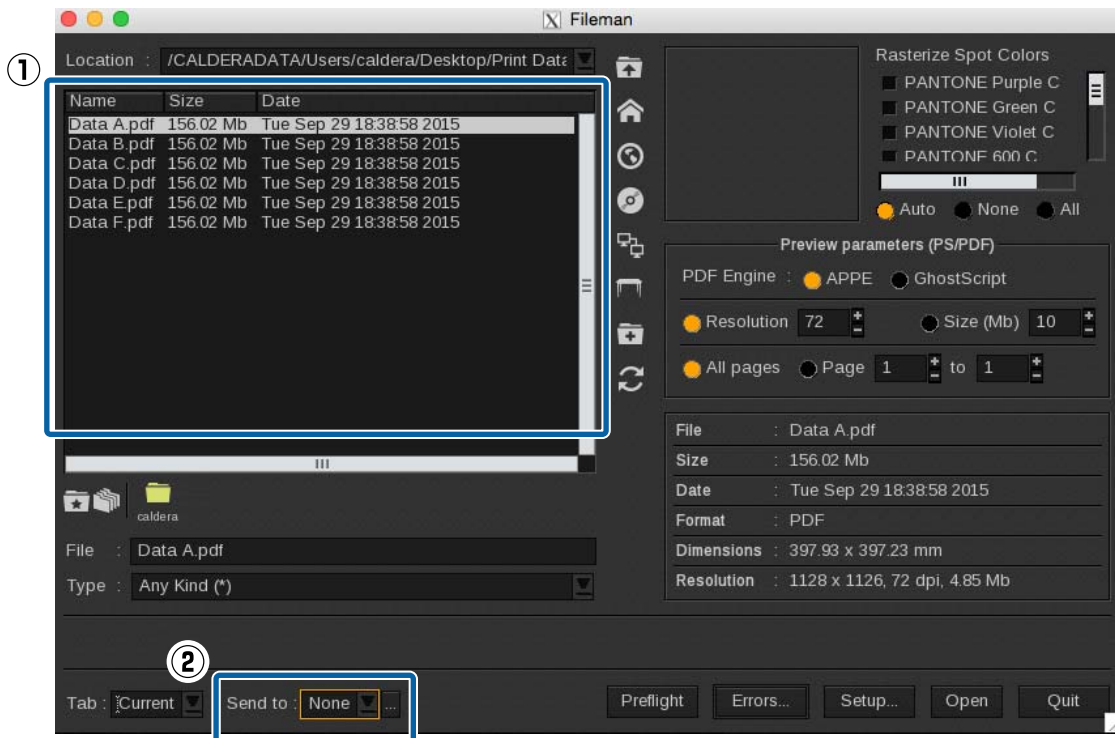 Fileman
①
Location : /CALDERADATA/Users/caldera/Desktop/Print Data
Name Size Date
Data A.pdf 156.02 Mb Tue Sep 29 18:38:58 2015
Data B.pdf 156.02 Mb Tue Sep 29 18:38:58 2015
Data C.pdf 156.02 Mb Tue Sep 29 18:38:58 2015
Data D.pdf 156.02 Mb Tue Sep 29 18:38:58 2015
Data E.pdf 156.02 Mb Tue Sep 29 18:38:58 2015
Data F.pdf 156.02 Mb Tue Sep 29 18:38:58 2015
caldera
File : Data A.pdf
Type : Any Kind (*)
Rasterize Spot Colors
PANTONE Purple C
PANTONE Green C
PANTONE Violet C
PANTONE 600 C
Auto None All
Preview parameters (PS/PDF)
PDF Engine : APPE GhostScript
Resolution 72 Size (Mb) 10
All pages Page 1 to 1
File : Data A.pdf
Size : 156.02 Mb
Date : Tue Sep 29 18:38:58 2015
Format : PDF
Dimensions : 397.93 x 397.23 mm
Resolution : 1128 x 1126, 72 dpi, 4.85 Mb
②
Tab : Current Send to : None ... Preflight Errors... Setup... Open Quit